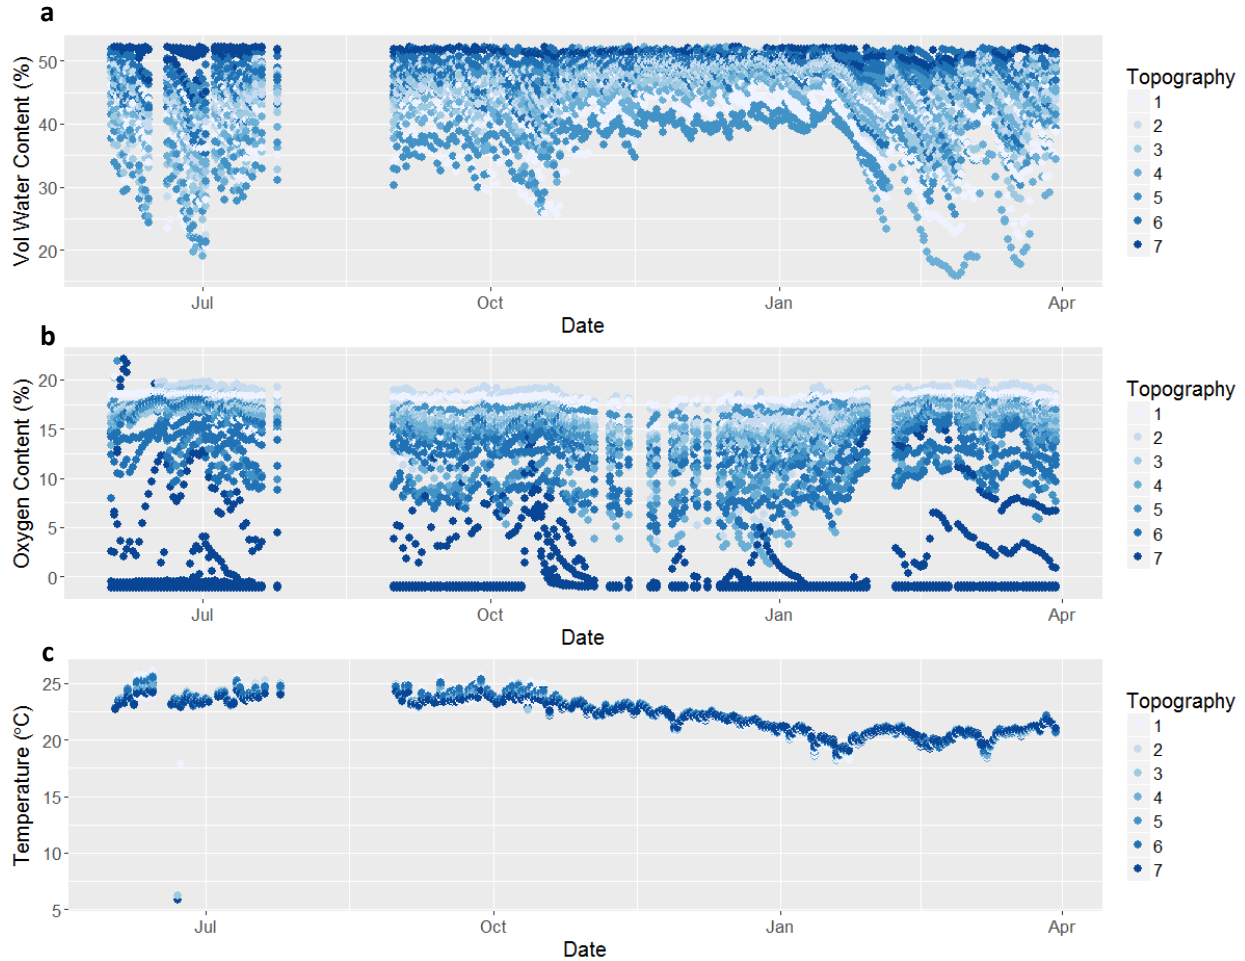 a
Vol Water Content (%)
50
40
30
20
Jul
Oct
Jan
Apr
Date
Topography
1
2
3
4
5
6
7
b
Oxygen Content (%)
20
15
10
5
0
Jul
Oct
Jan
Apr
Date
Topography
1
2
3
4
5
6
7
c
Temperature (°C)
25
20
15
10
5
Jul
Oct
Jan
Apr
Date
Topography
1
2
3
4
5
6
7